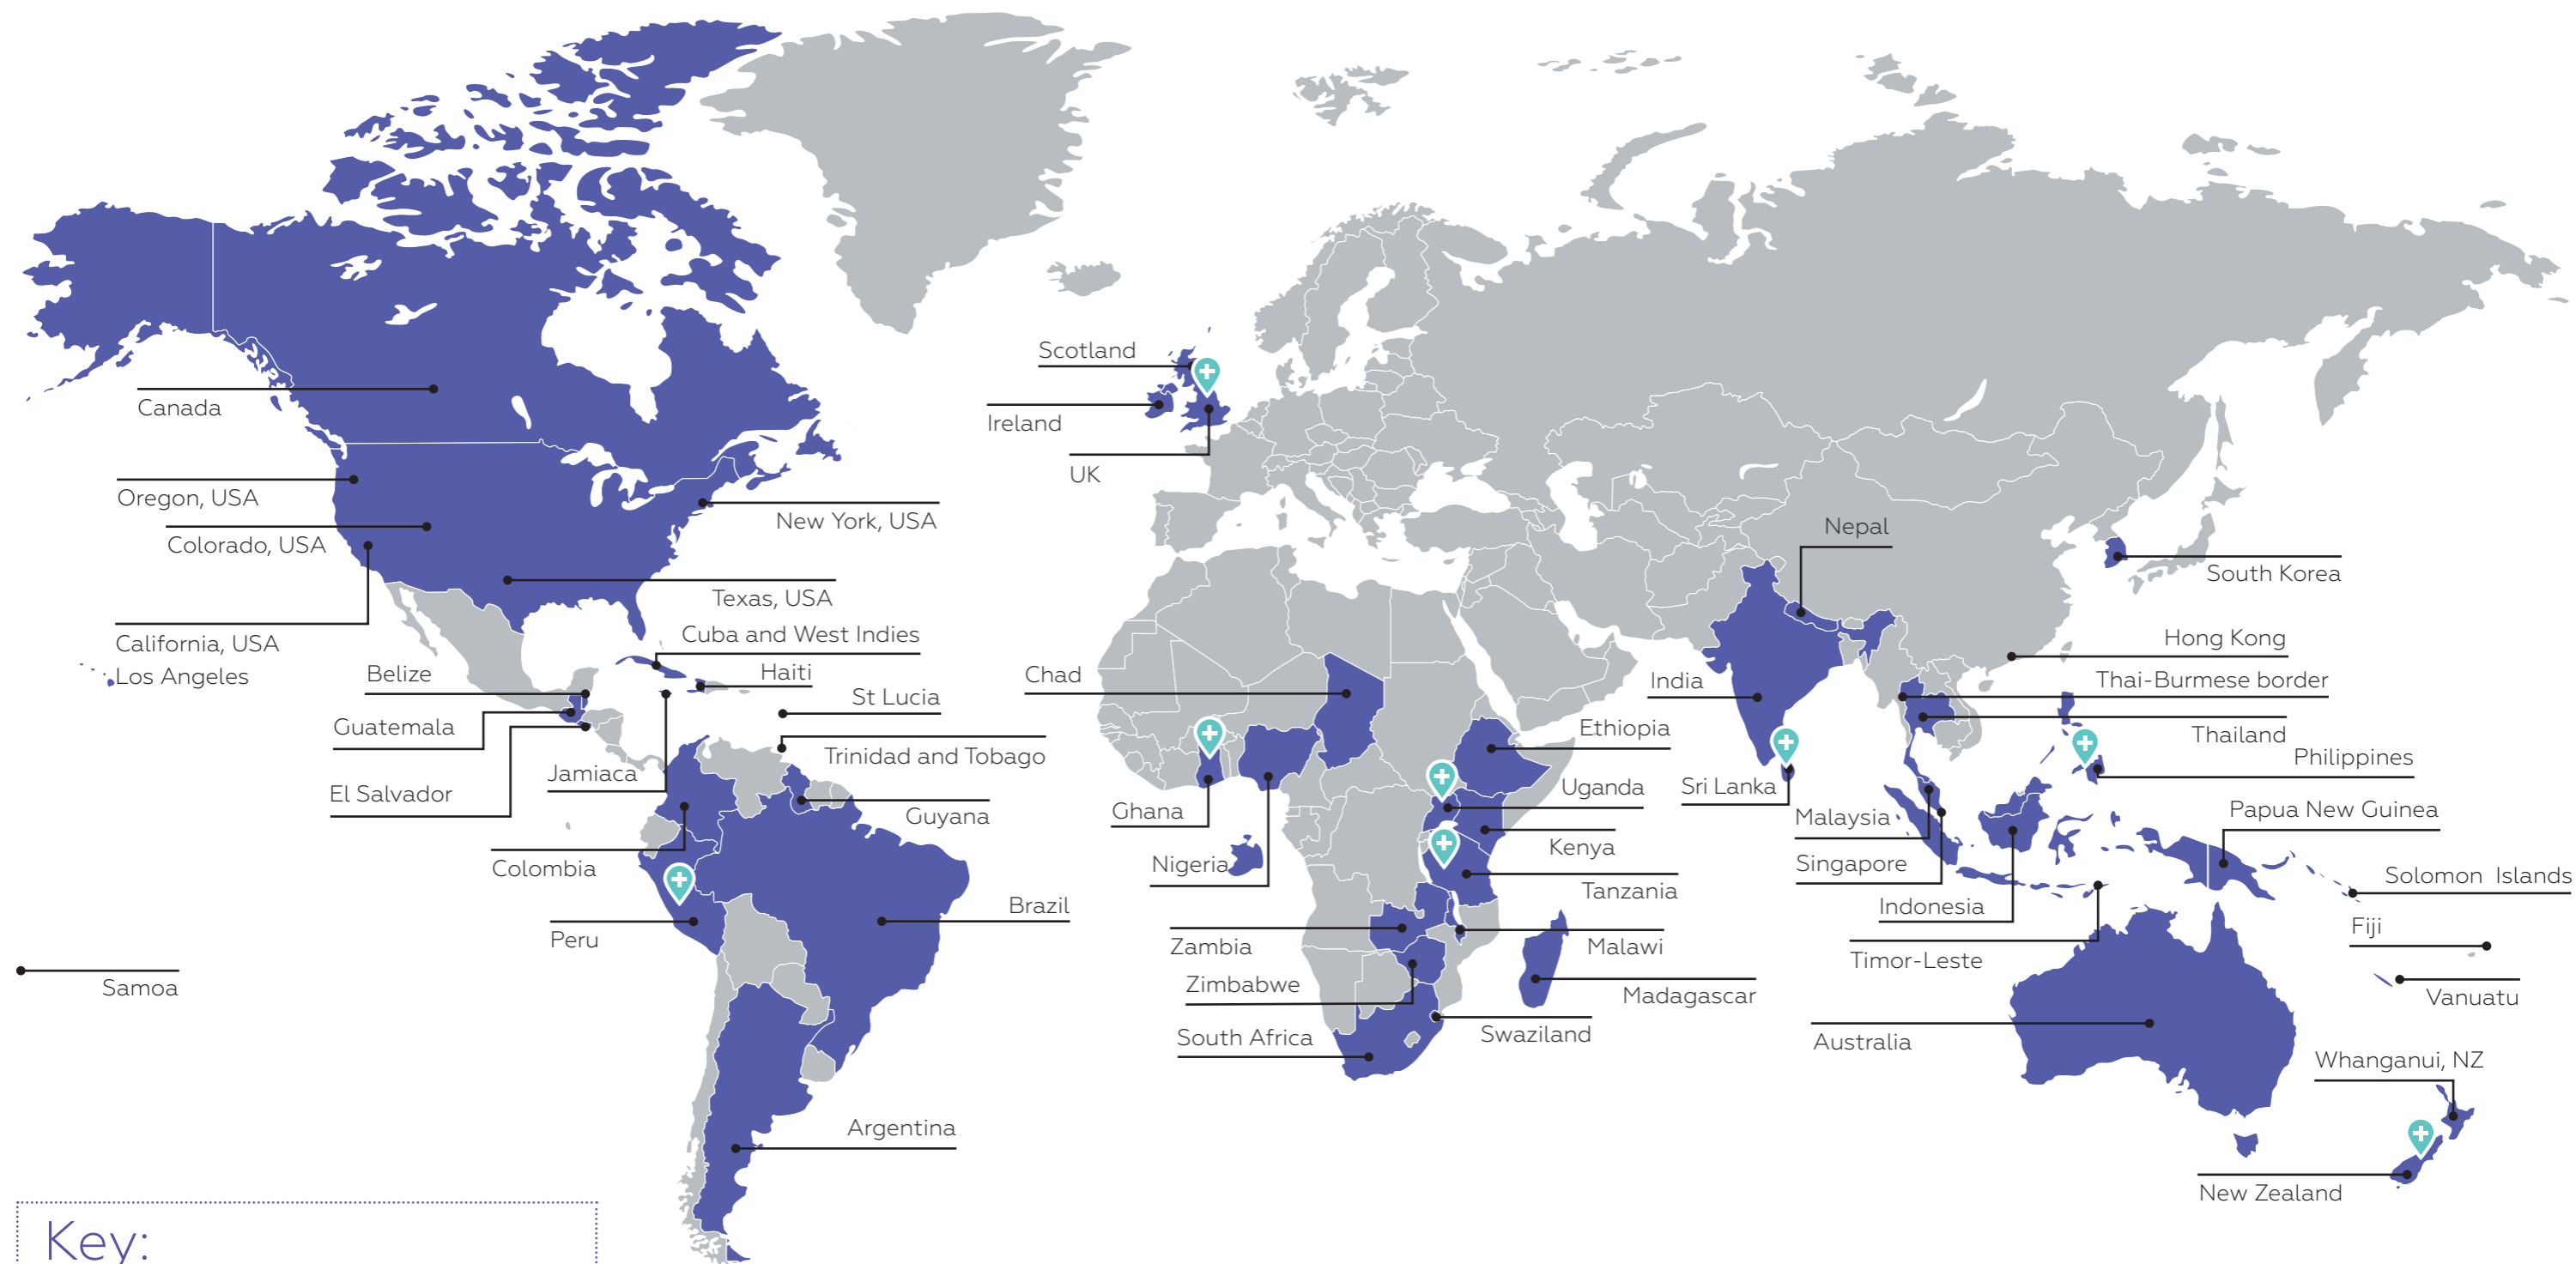 Scotland
Canada
Ireland
UK
Oregon, USA
New York, USA
Colorado, USA
Nepal
South Korea
Texas, USA
California, USA
Los Angeles
Cuba and West Indies
Hong Kong
Belize
Haiti
Chad
India
Thai-Burmese border
St Lucia
Guatemala
Ethiopia
Thailand
Trinidad and Tobago
Philippines
Jamiaca
El Salvador
Uganda
Sri Lanka
Ghana
Guyana
Malaysia
Papua New Guinea
Kenya
Colombia
Nigeria
Singapore
Solomon Islands
Tanzania
Brazil
Indonesia
Fiji
Peru
Zambia
Malawi
Timor-Leste
Samoa
Zimbabwe
Madagascar
Vanuatu
South Africa
Swaziland
Australia
Whanganui, NZ
Argentina
New Zealand
Key: